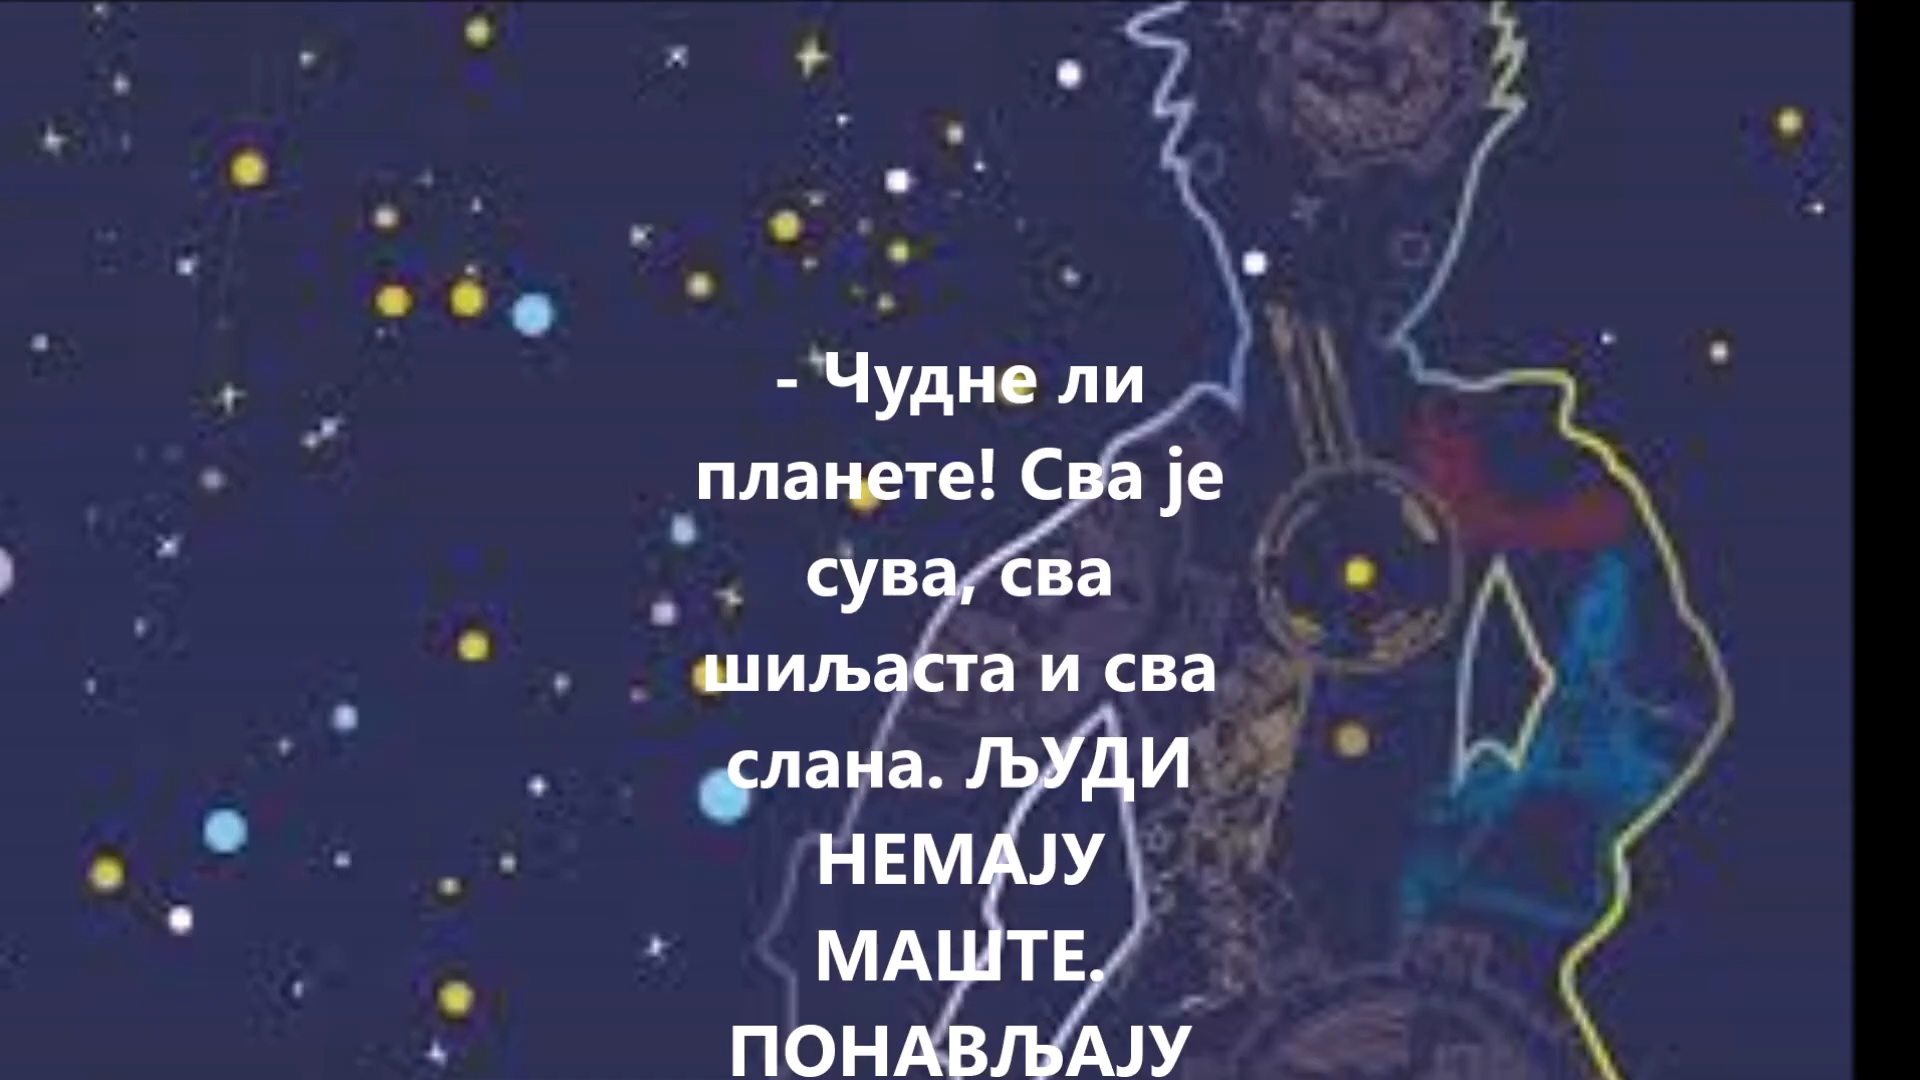 - Чудне ли
планете! Сва је
сува, сва
шиљаста и сва
слана. ЉУДИ
НЕМАЈУ
МАШТЕ.
ПОНАВЉАЈУ